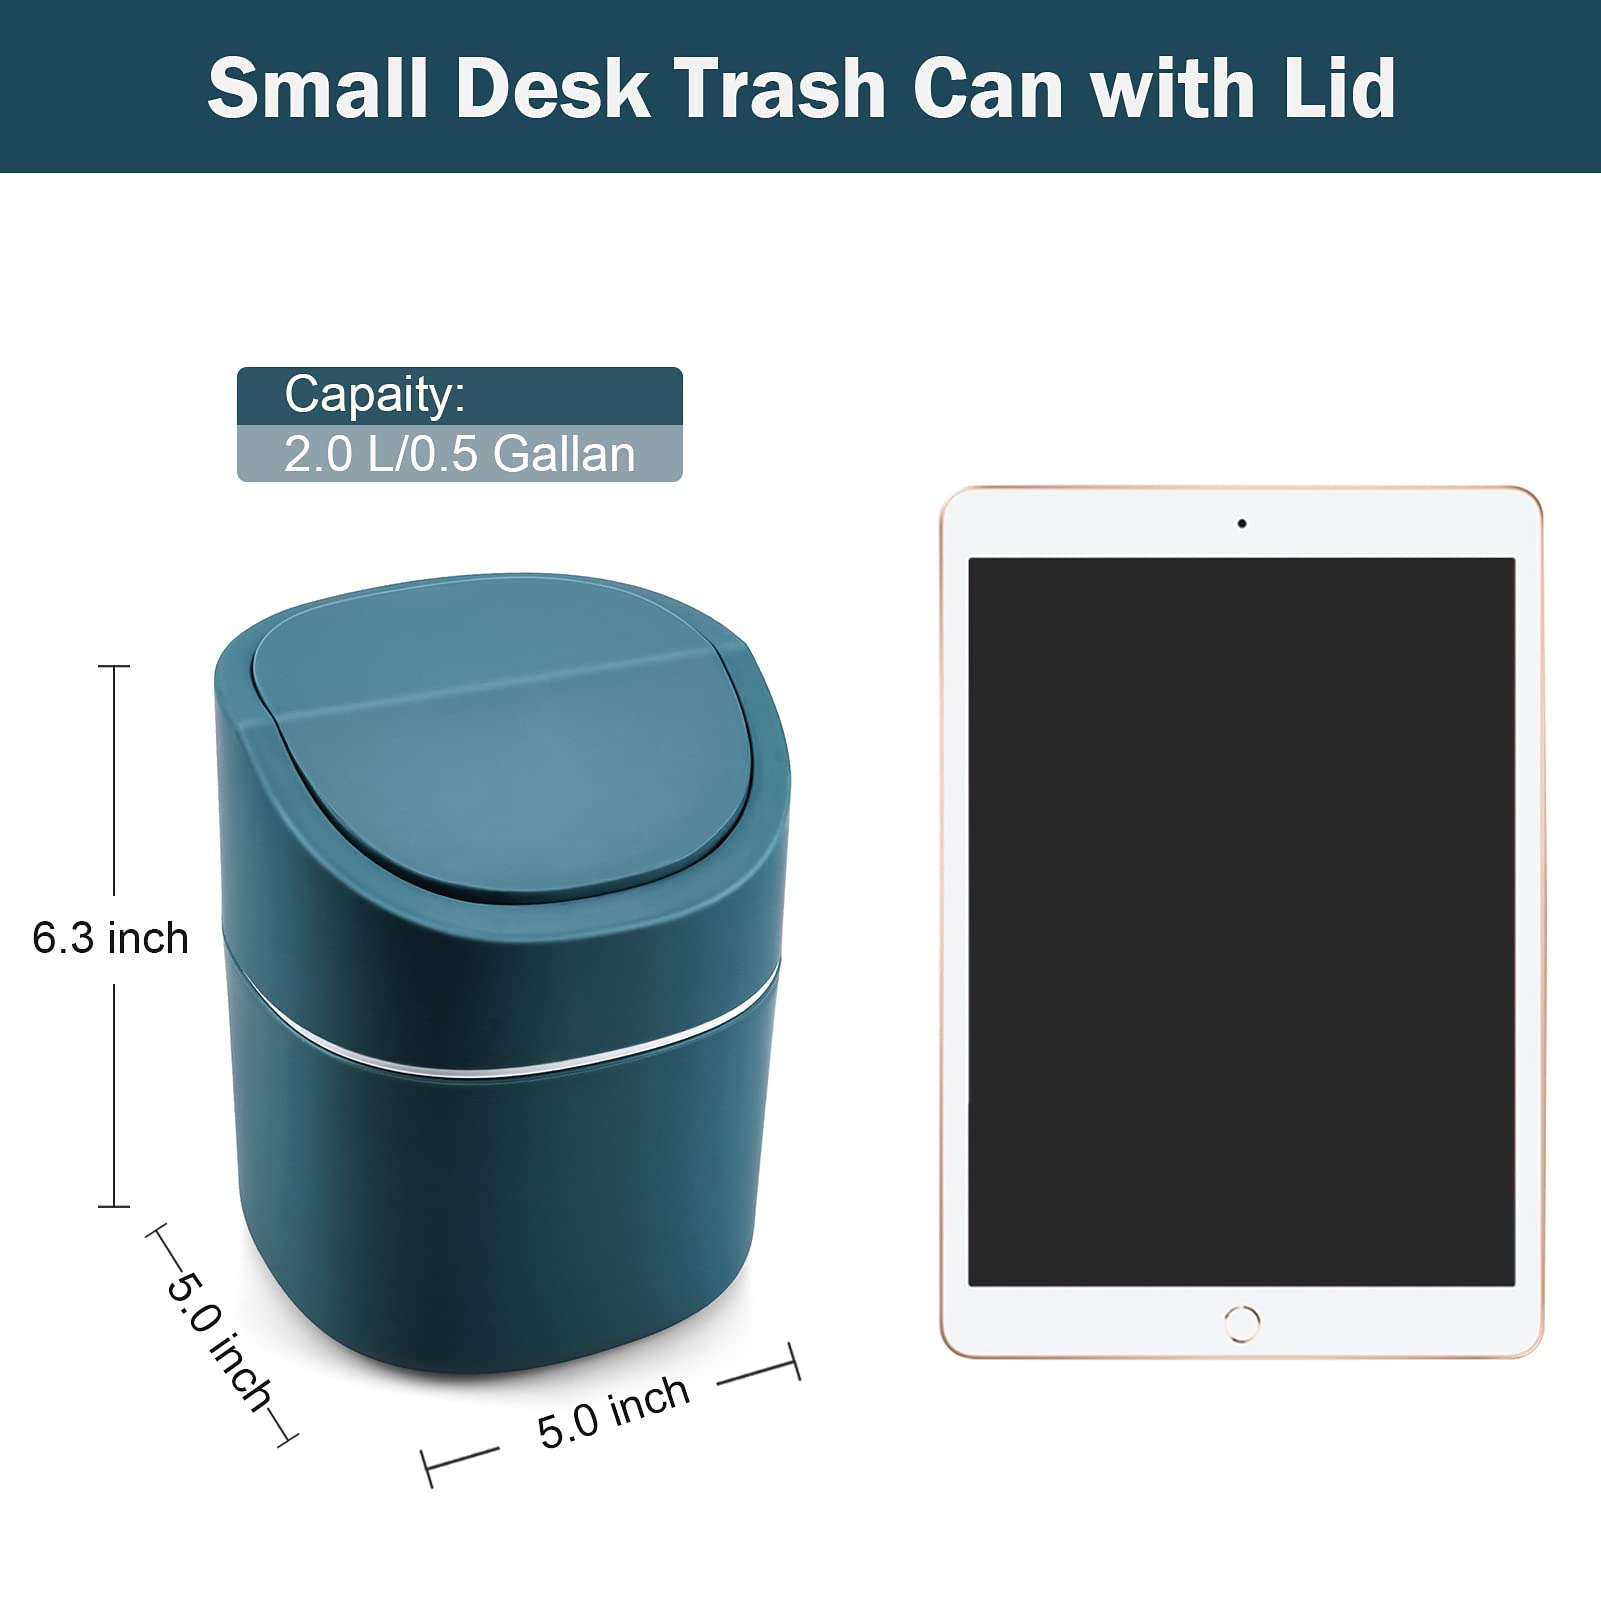 Small Desk Trash Can with Lid
Capaity:
2.0 L/0.5 Gallan
6.3 inch
5.0 inch
5.0 inch